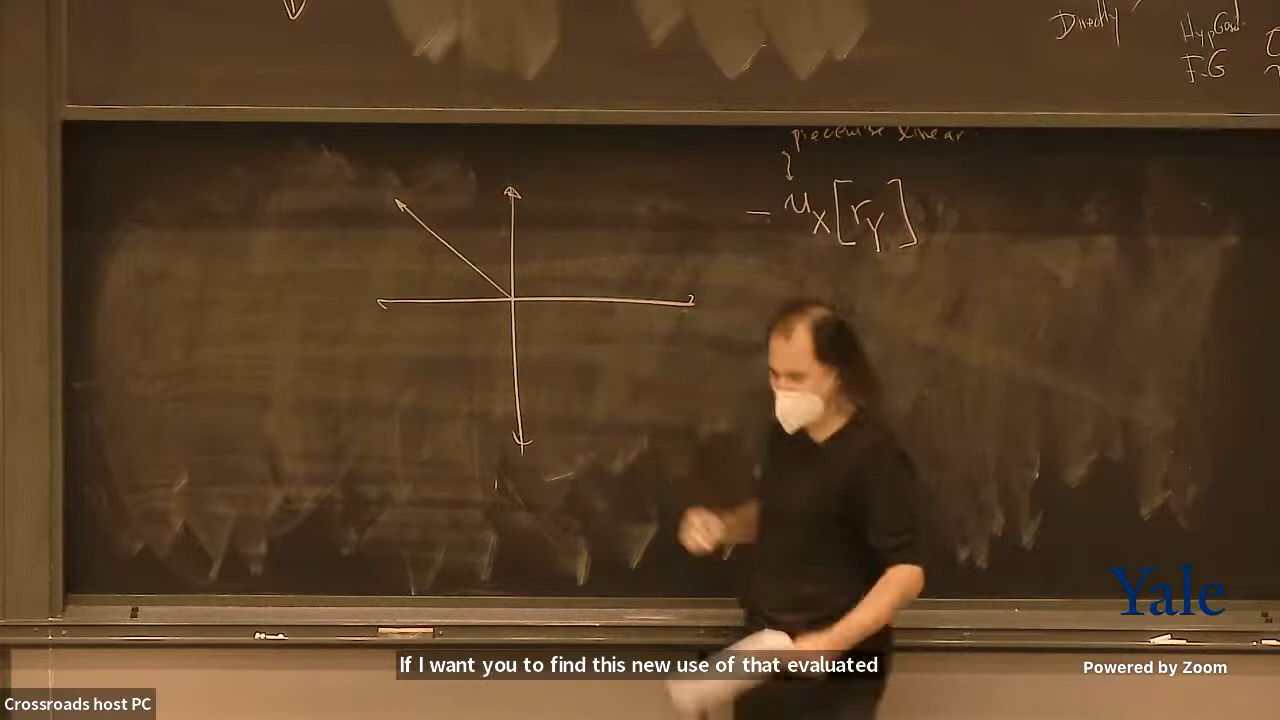 Directly
HypGeod
F-G
piecewise linear
- u_X[r_Y]
Yale
If I want you to find this new use of that evaluated
Powered by Zoom
Crossroads host PC